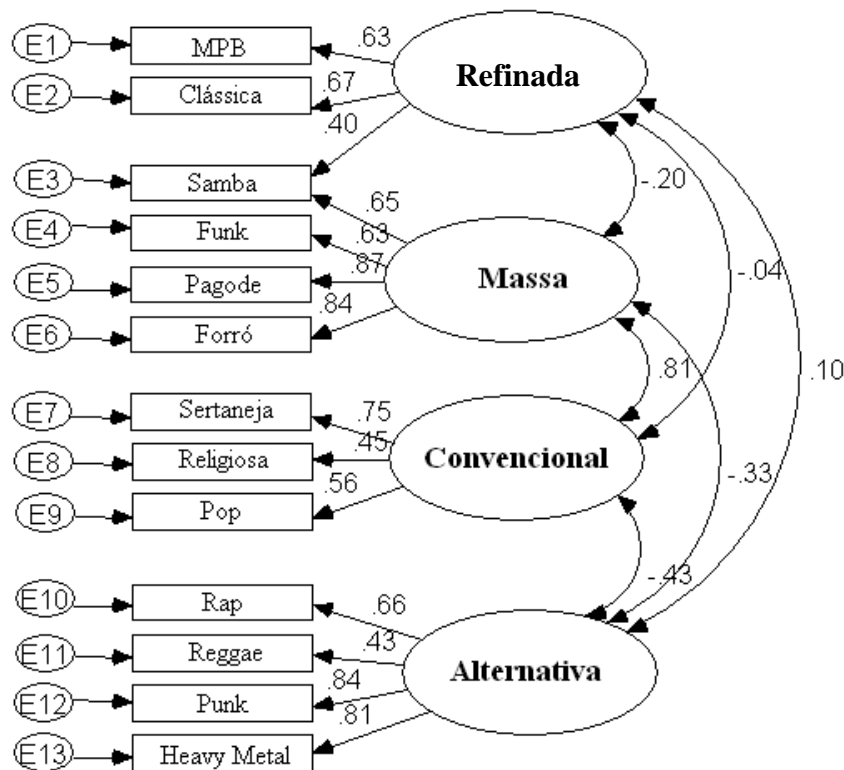 E1
MPB
.63
Refinada
E2
Clássica
.67
.40
E3
Samba
-.20
E4
Funk
.65
.63
E5
Pagode
.87
Massa
-.04
E6
Forró
.84
.81
.10
E7
Sertaneja
.75
E8
Religiosa
.45
Convencional
-.33
E9
Pop
.56
-.43
E10
Rap
.66
E11
Reggae
.43
Alternativa
E12
Punk
.84
E13
Heavy Metal
.81